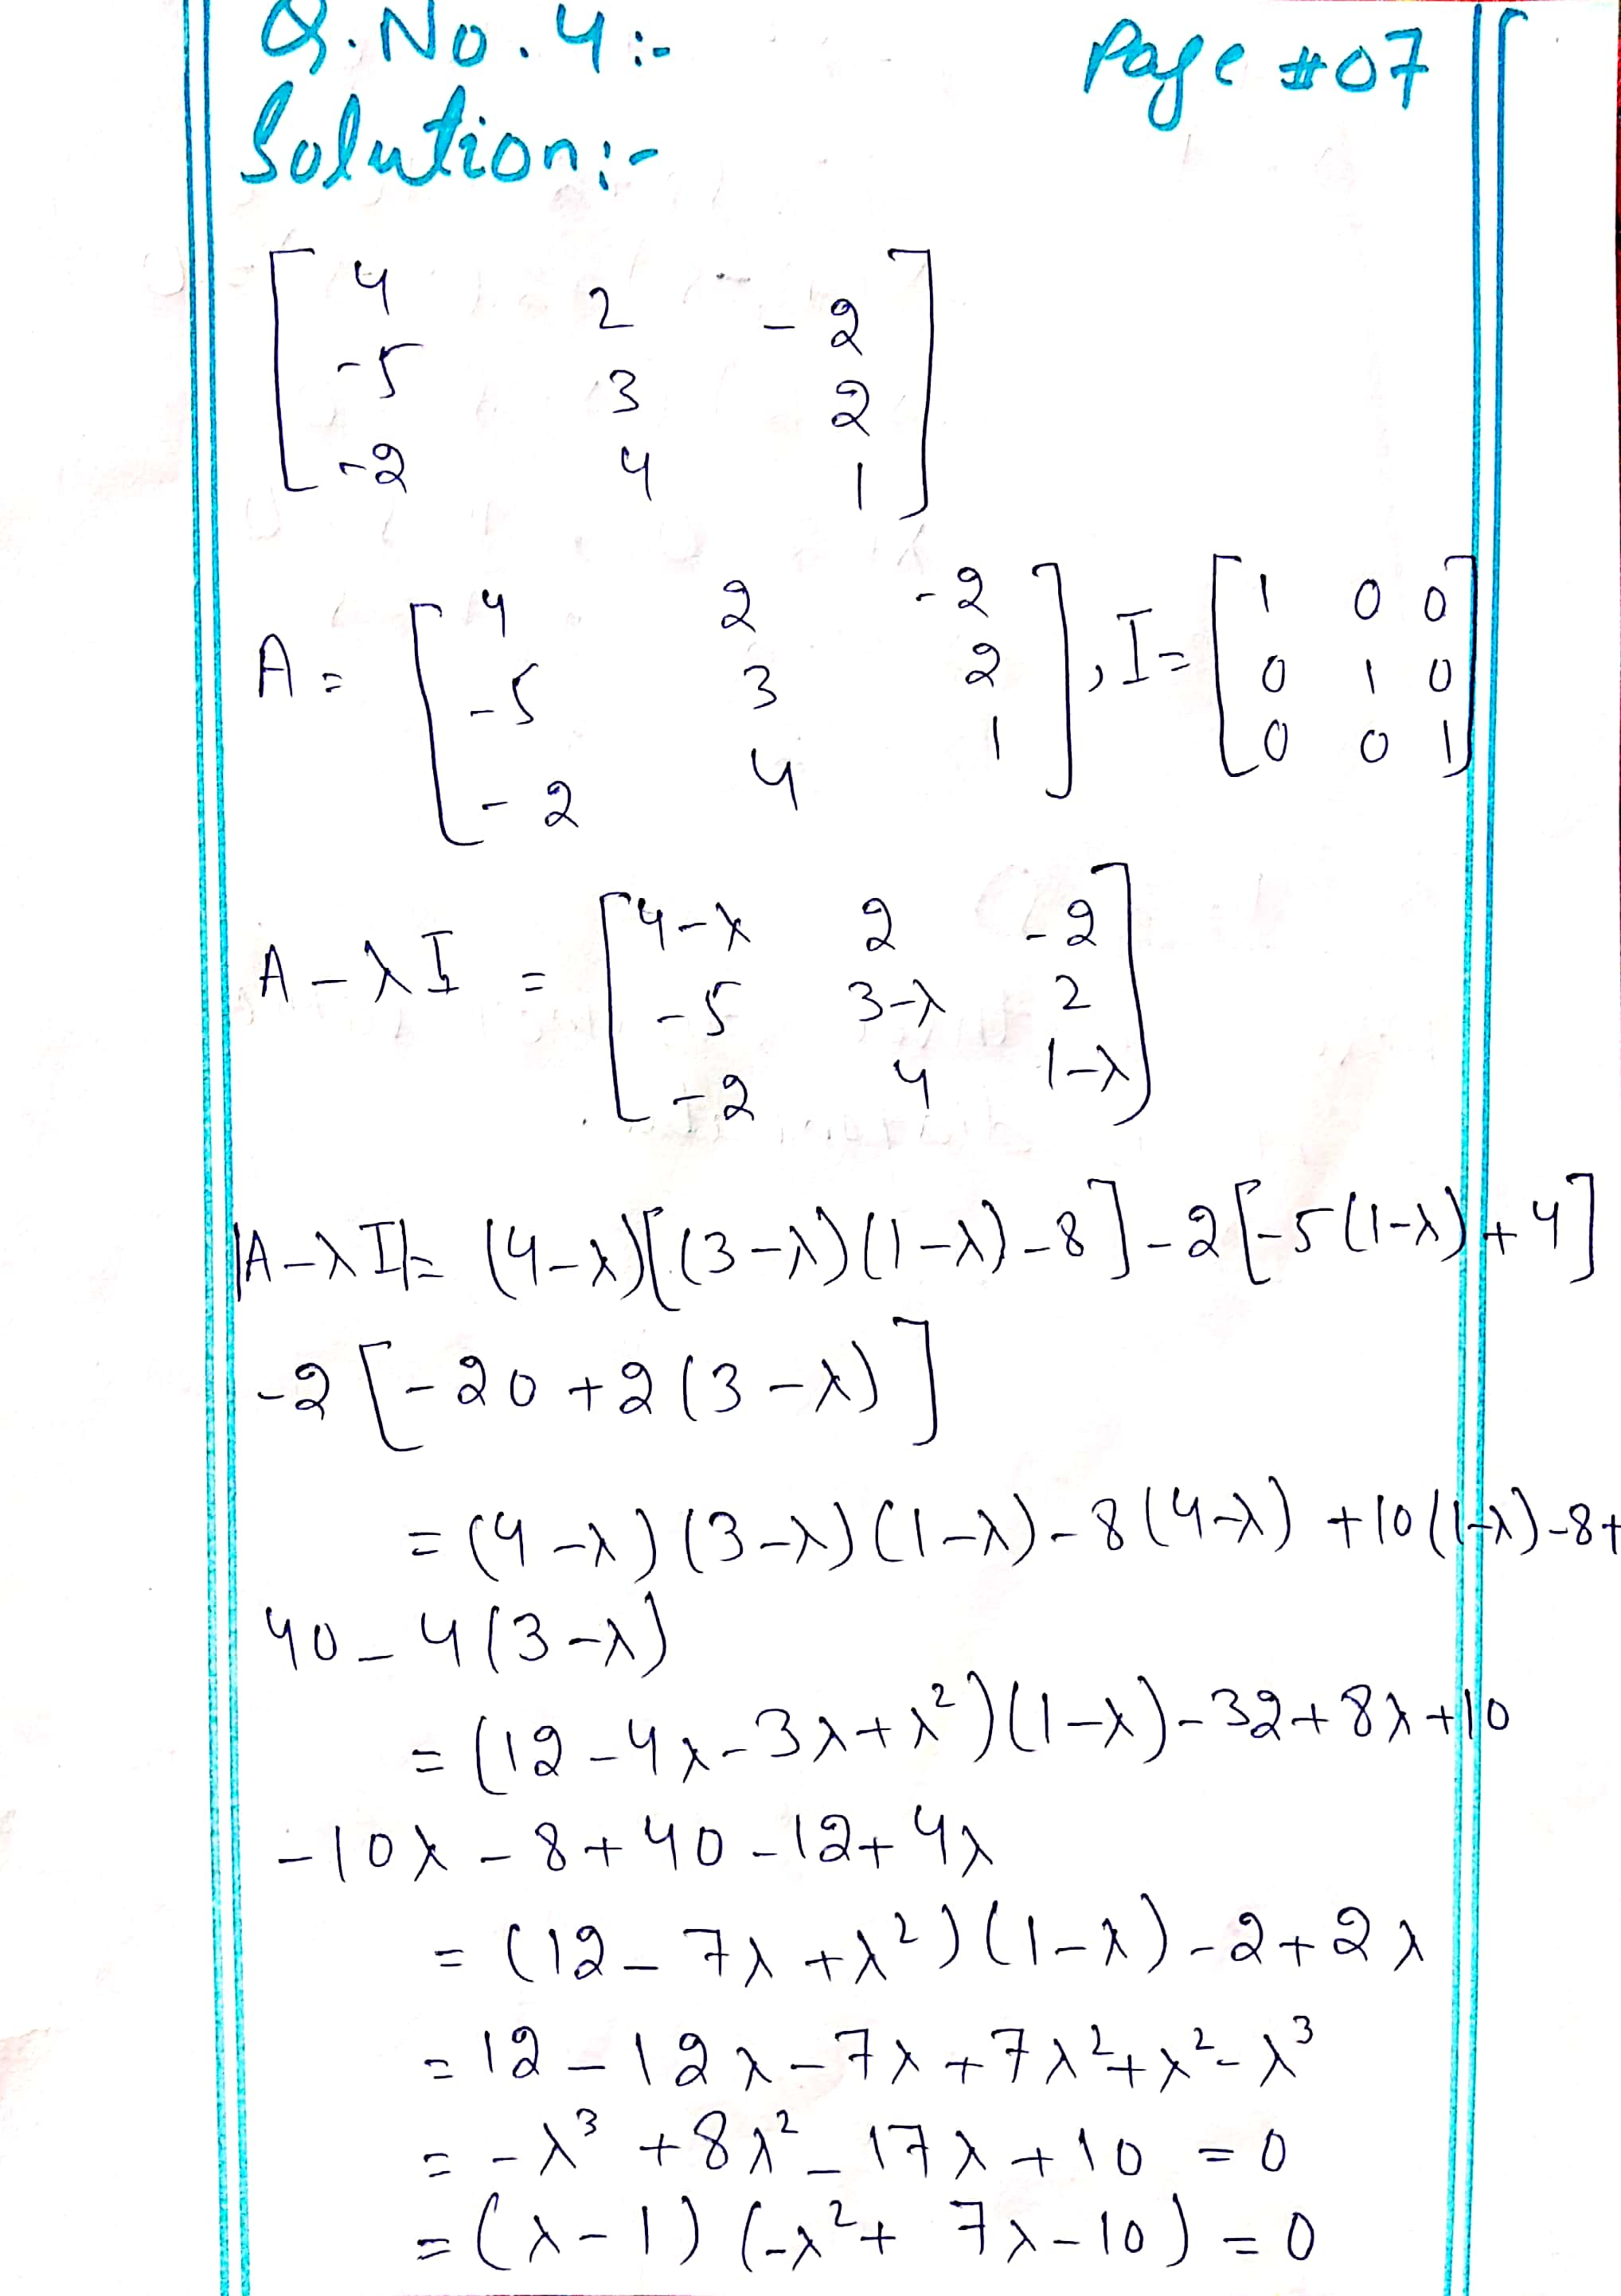 Q.No.4:-
Page #07
Solution:-
[ 4 2 -2
-5 3 2
-2 4 1 ]
A = [ 4 2 -2
-5 3 2
-2 4 1 ], I = [ 1 0 0
0 1 0
0 0 1 ]
A-λI = [ 4-λ 2 -2
-5 3-λ 2
-2 4 1-λ ]
|A-λI| = (4-λ)[(3-λ)(1-λ)-8]-2[-5(1-λ)+4]
-2[-20+2(3-λ)]
=(4-λ)(3-λ)(1-λ)-8(4-λ)+10(1-λ)-8+
40-4(3-λ)
=(12-4λ-3λ+λ²)(1-λ)-32+8λ+10
-10λ-8+40-12+4λ
=(12-7λ+λ²)(1-λ)-2+2λ
=12-12λ-7λ+7λ²+λ²-λ³
=-λ³+8λ²-17λ+10=0
=(λ-1)(-λ²+7λ-10)=0